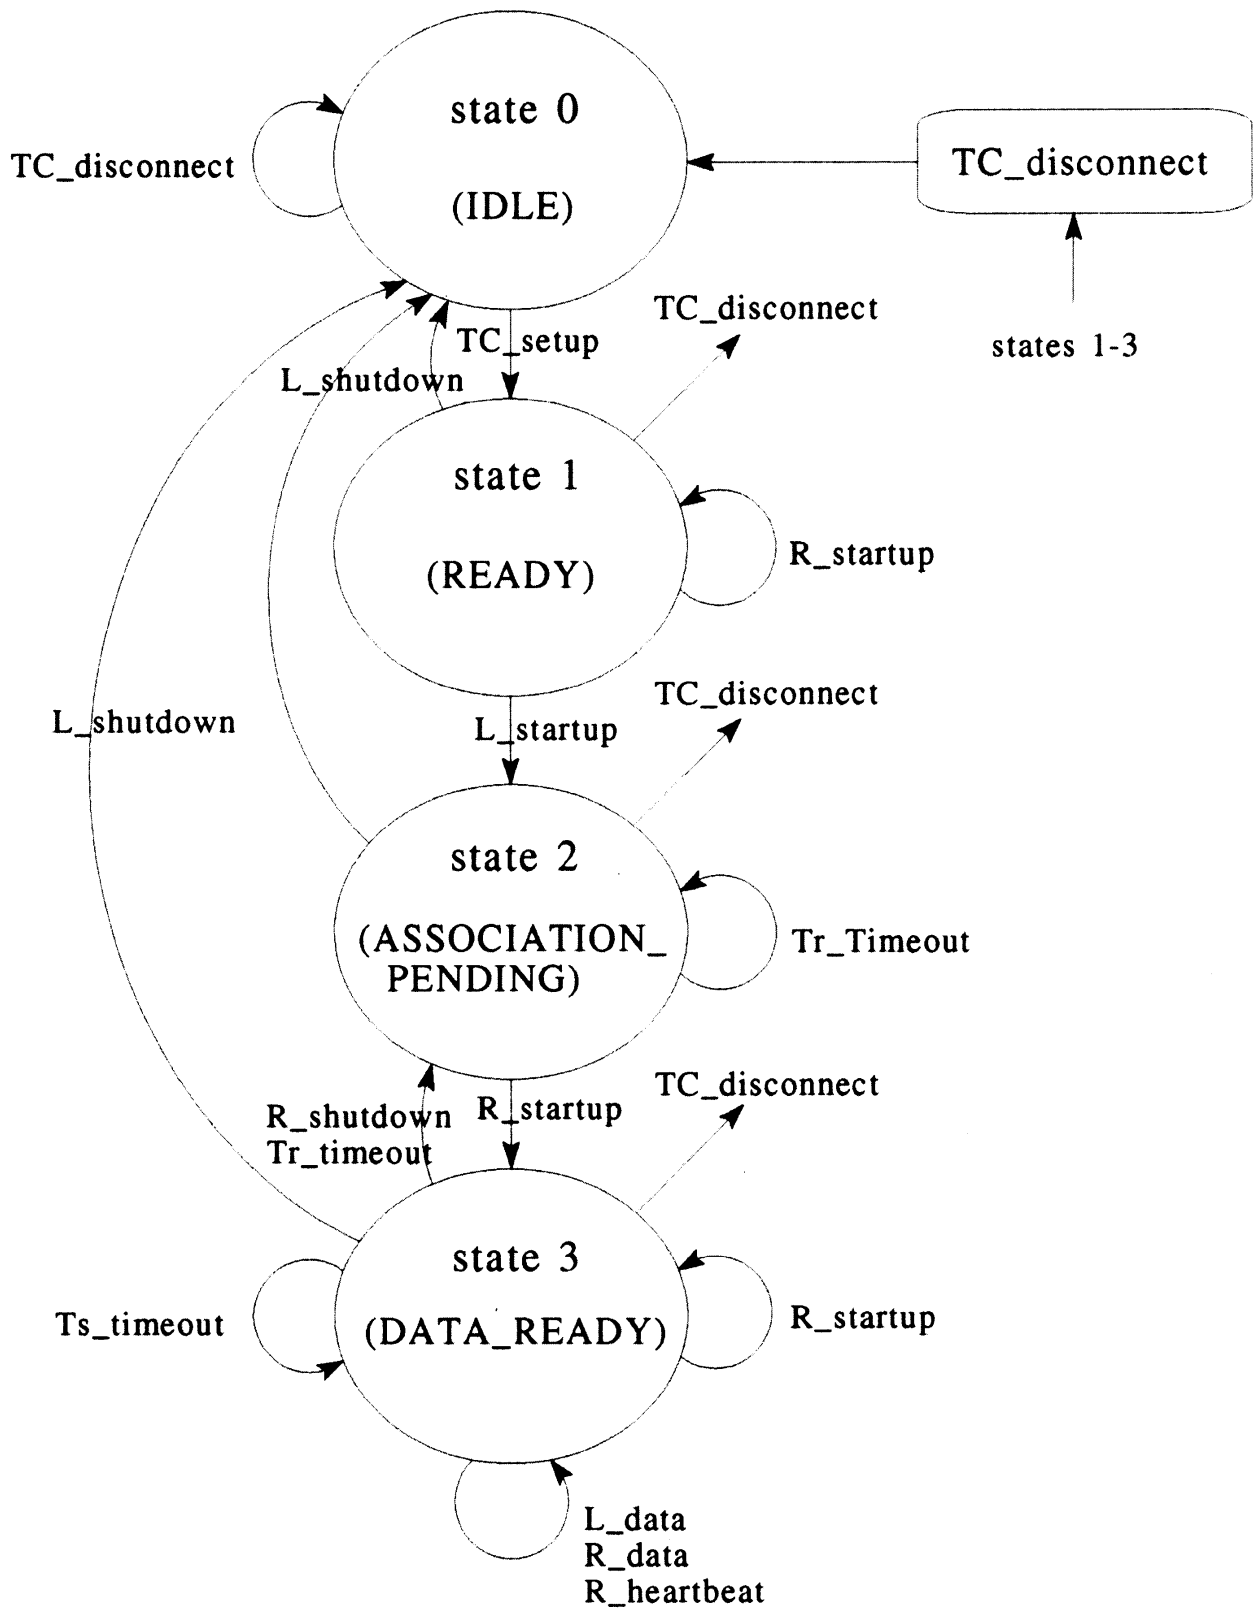 state 0
TC_disconnect
(IDLE)
TC_disconnect
TC_disconnect
TC_setup
states 1-3
L_shutdown
state 1
R_startup
(READY)
TC_disconnect
L_shutdown
L_startup
state 2
(ASSOCIATION_
PENDING)
Tr_Timeout
TC_disconnect
R_shutdown
Tr_timeout
R_startup
state 3
Ts_timeout
(DATA_READY)
R_startup
L_data
R_data
R_heartbeat